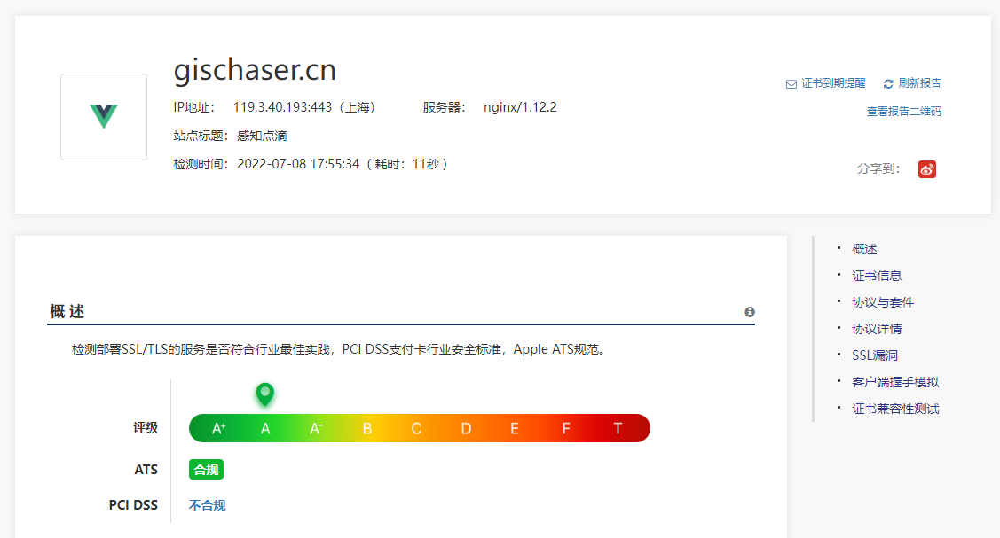 gischaser.cn
证书到期提醒 刷新报告
IP地址: 119.3.40.193:443（上海） 服务器: nginx/1.12.2
查看报告二维码
站点标题: 感知点滴
检测时间: 2022-07-08 17:55:34（ 耗时: 11秒 ）
分享到:
概 述
检测部署SSL/TLS的服务是否符合行业最佳实践，PCI DSS支付卡行业安全标准，Apple ATS规范。
评级 A+ A A- B C D E F T
ATS 合规
PCI DSS 不合规
· 概述
· 证书信息
· 协议与套件
· 协议详情
· SSL漏洞
· 客户端握手模拟
· 证书兼容性测试